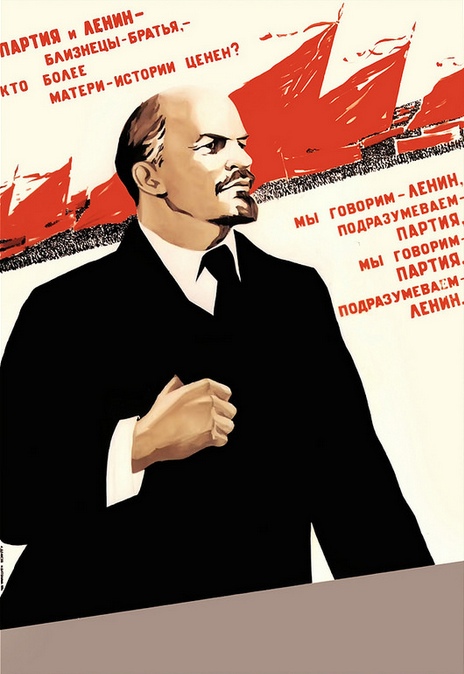 ПАРТИЯ и ЛЕНИН-
БЛИЗНЕЦЫ-БРАТЬЯ,-
КТО БОЛЕЕ
МАТЕРИ-ИСТОРИИ ЦЕНЕН?
МЫ ГОВОРИМ-ЛЕНИН,
ПОДРАЗУМЕВАЕМ-
ПАРТИЯ,
МЫ ГОВОРИМ-
ПАРТИЯ,
ПОДРАЗУМЕВАЕМ-
ЛЕНИН.